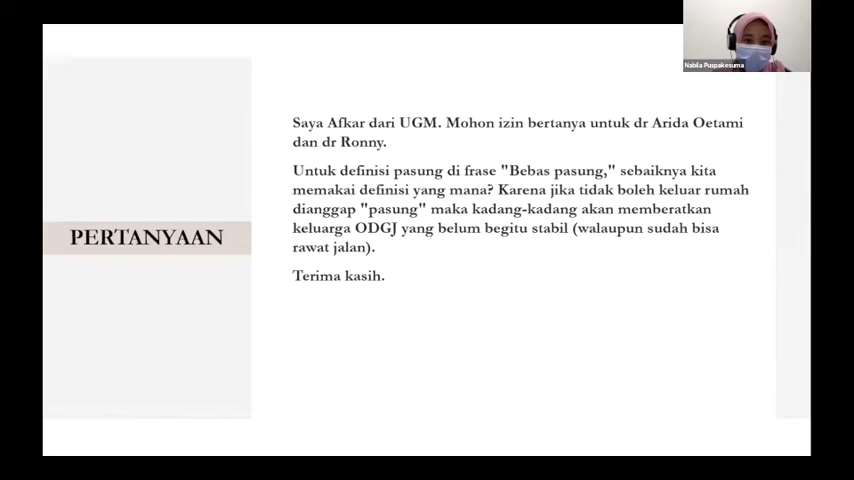 Nabila Puspakesuma
Saya Afkar dari UGM. Mohon izin bertanya untuk dr Arida Oetami
dan dr Ronny.
Untuk definisi pasung di frase "Bebas pasung," sebaiknya kita
memakai definisi yang mana? Karena jika tidak boleh keluar rumah
dianggap "pasung" maka kadang-kadang akan memberatkan
keluarga ODGJ yang belum begitu stabil (walaupun sudah bisa
rawat jalan).
Terima kasih.
PERTANYAAN